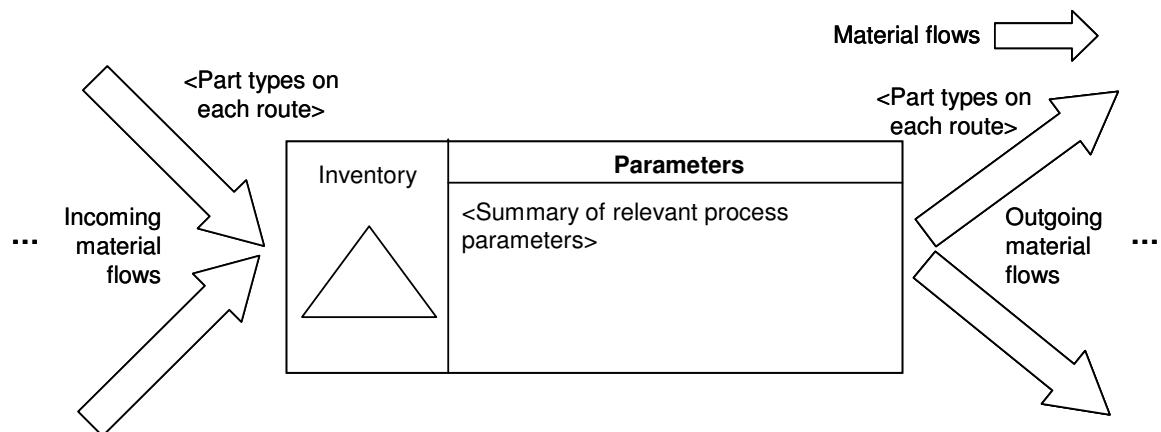 Material flows
<Part types on
each route>
<Part types on
each route>
Inventory
Parameters
<Summary of relevant process
parameters>
... Incoming
material
flows
Outgoing ...
material
flows